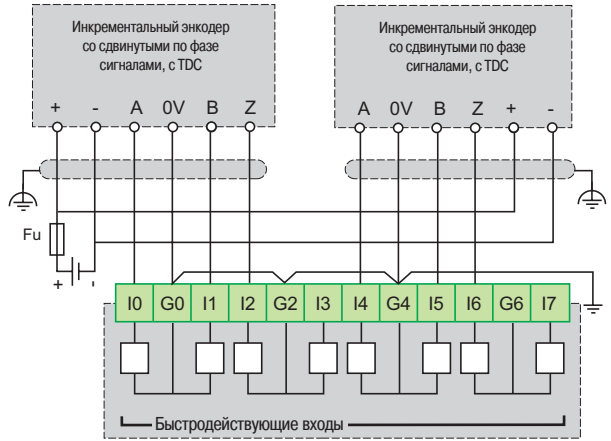 Инкрементальный энкодер
со сдвинутыми по фазе
сигналами, с TDC
Инкрементальный энкодер
со сдвинутыми по фазе
сигналами, с TDC
+ - A 0V B Z
A 0V B Z + -
Fu
+ -
I0 G0 I1 I2 G2 I3 I4 G4 I5 I6 G6 I7
Быстродействующие входы